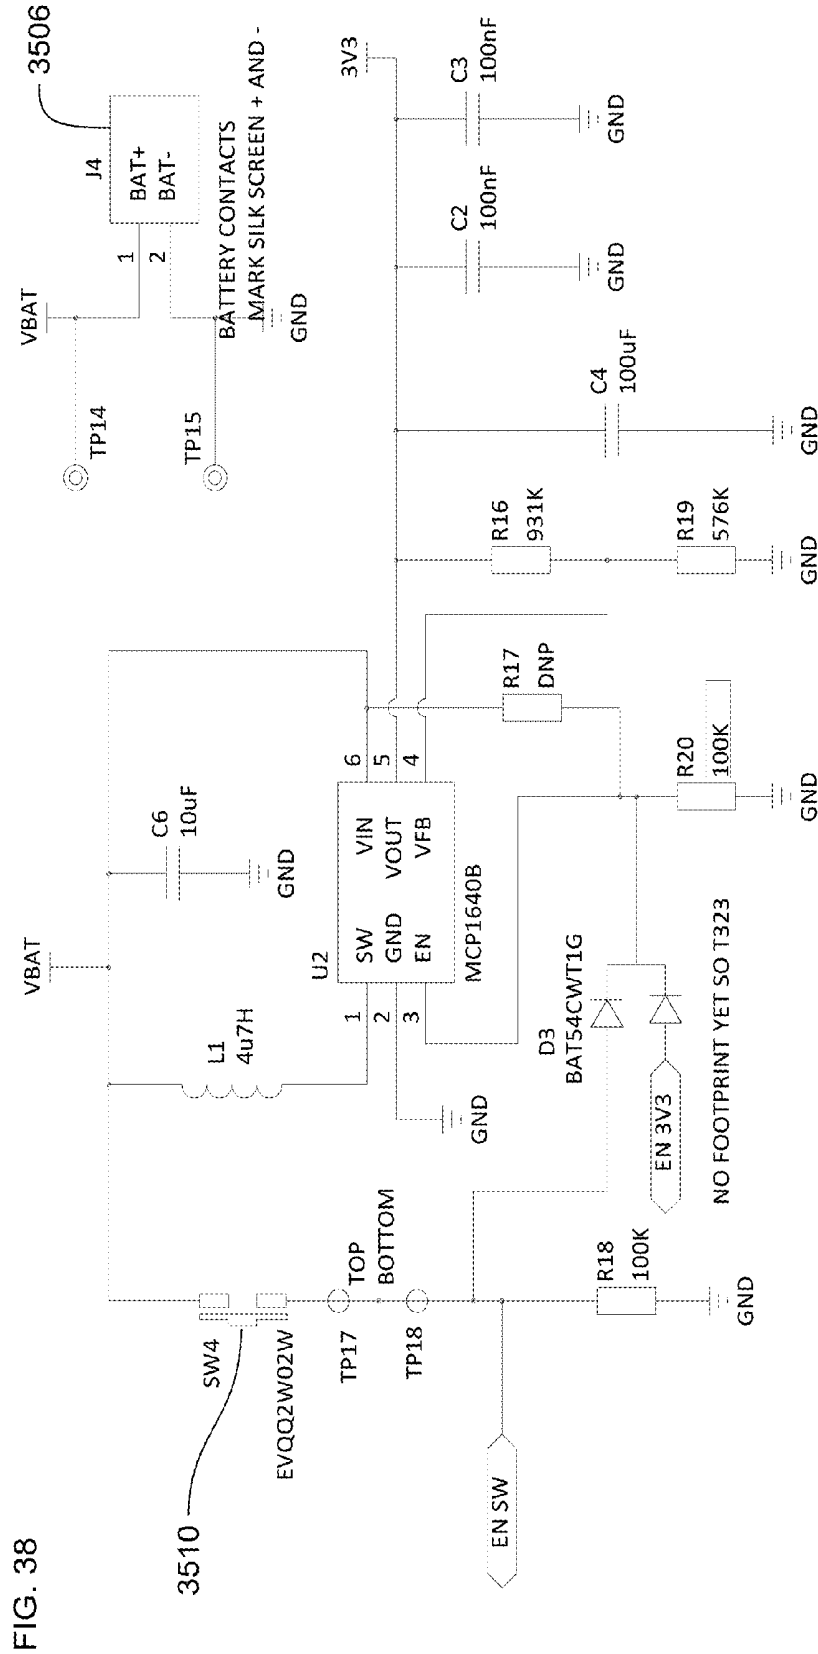 FIG. 38
3510
SW4
EVQQ2W02W
TP17
TOP
BOTTOM
TP18
EN SW
R18
100K
GND
VBAT
L1
4u7H
C6
10uF
GND
U2
SW
GND
EN
VIN
VOUT
VFB
1
2
3
6
5
4
MCP1640B
GND
D3
BAT54CWT1G
EN 3V3
NO FOOTPRINT YET SO T323
R17
DNP
R20
100K
GND
R16
931K
R19
576K
GND
C4
100uF
GND
C2
100nF
GND
C3
100nF
GND
3V3
VBAT
TP14
TP15
1
2
J4
BAT+
BAT-
3506
BATTERY CONTACTS
MARK SILK SCREEN + AND -
GND